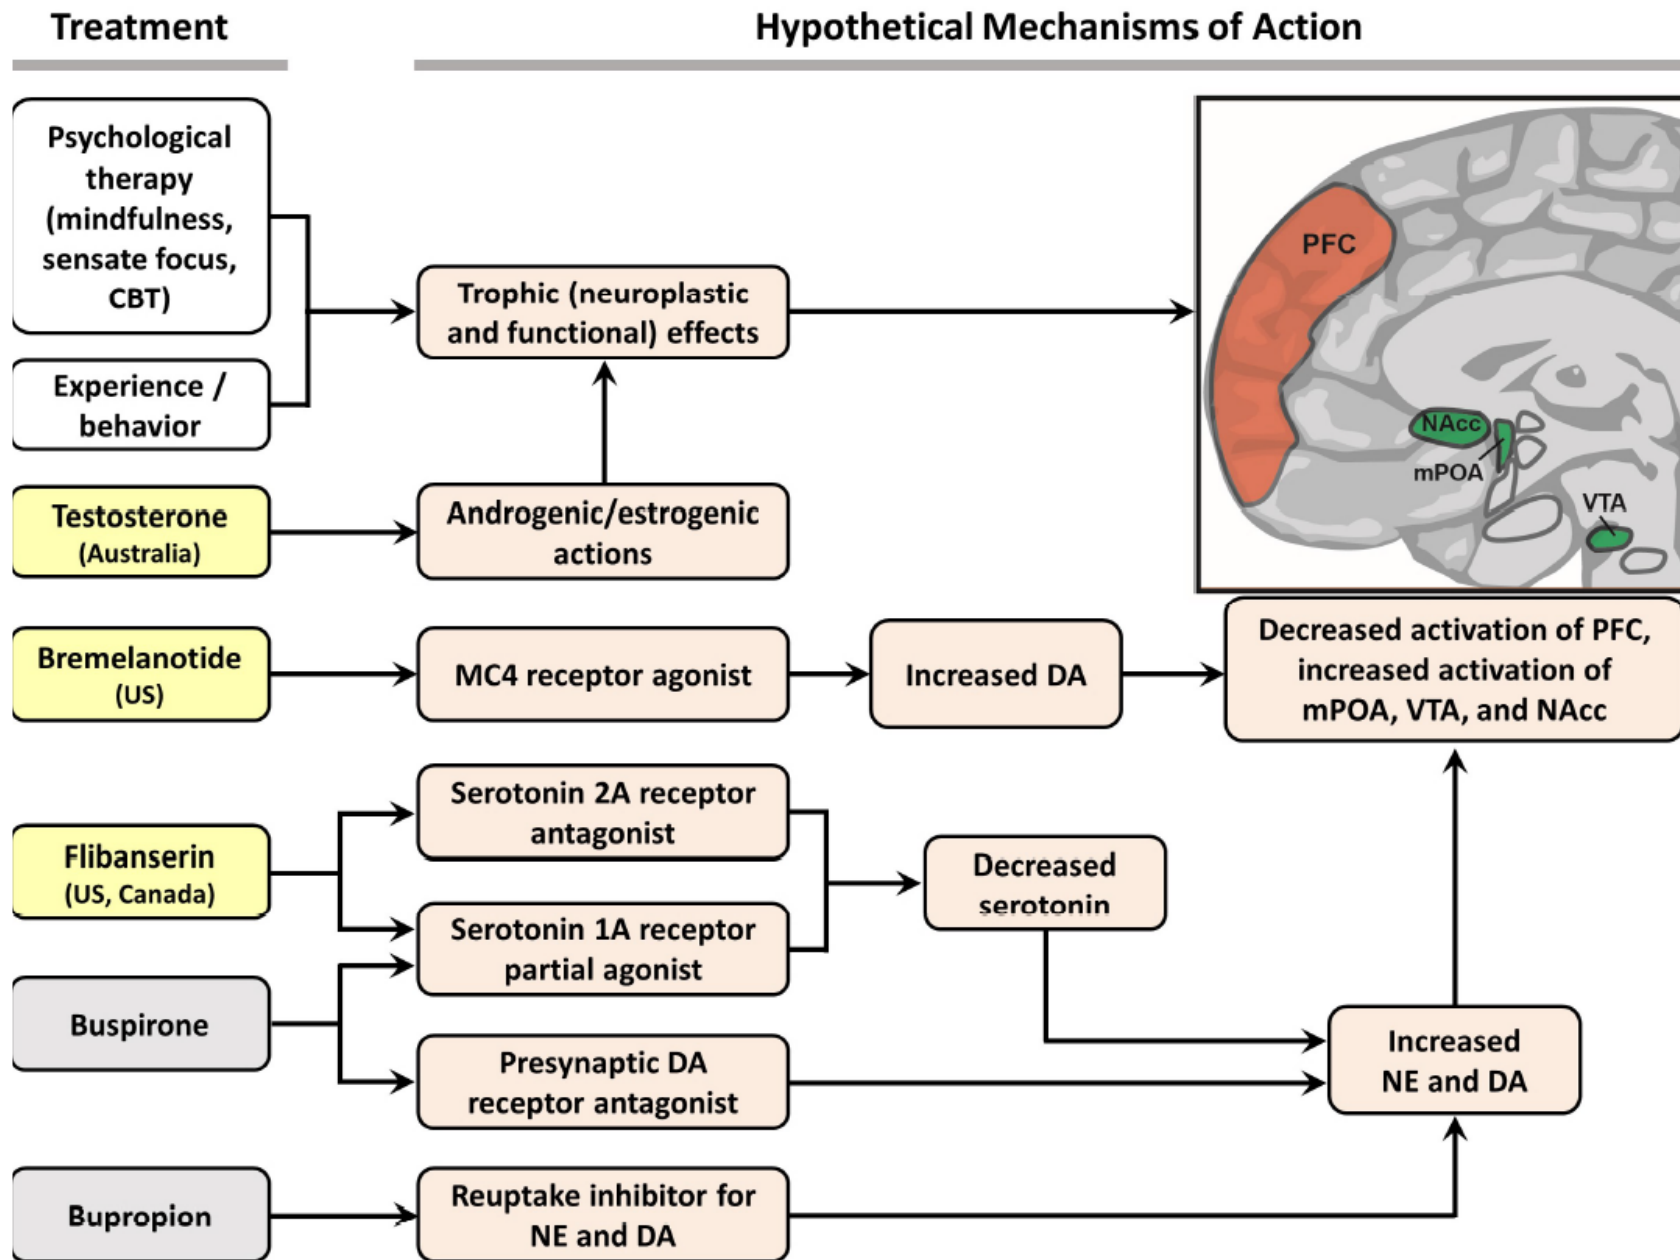 Treatment
Hypothetical Mechanisms of Action
Psychological
therapy
(mindfulness,
sensate focus,
CBT)
Experience /
behavior
Trophic (neuroplastic
and functional) effects
PFC
NAcc
mPOA
VTA
Testosterone
(Australia)
Androgenic/estrogenic
actions
Bremelanotide
(US)
MC4 receptor agonist
Increased DA
Decreased activation of PFC,
increased activation of
mPOA, VTA, and NAcc
Flibanserin
(US, Canada)
Serotonin 2A receptor
antagonist
Serotonin 1A receptor
partial agonist
Decreased
serotonin
Buspirone
Presynaptic DA
receptor antagonist
Increased
NE and DA
Bupropion
Reuptake inhibitor for
NE and DA